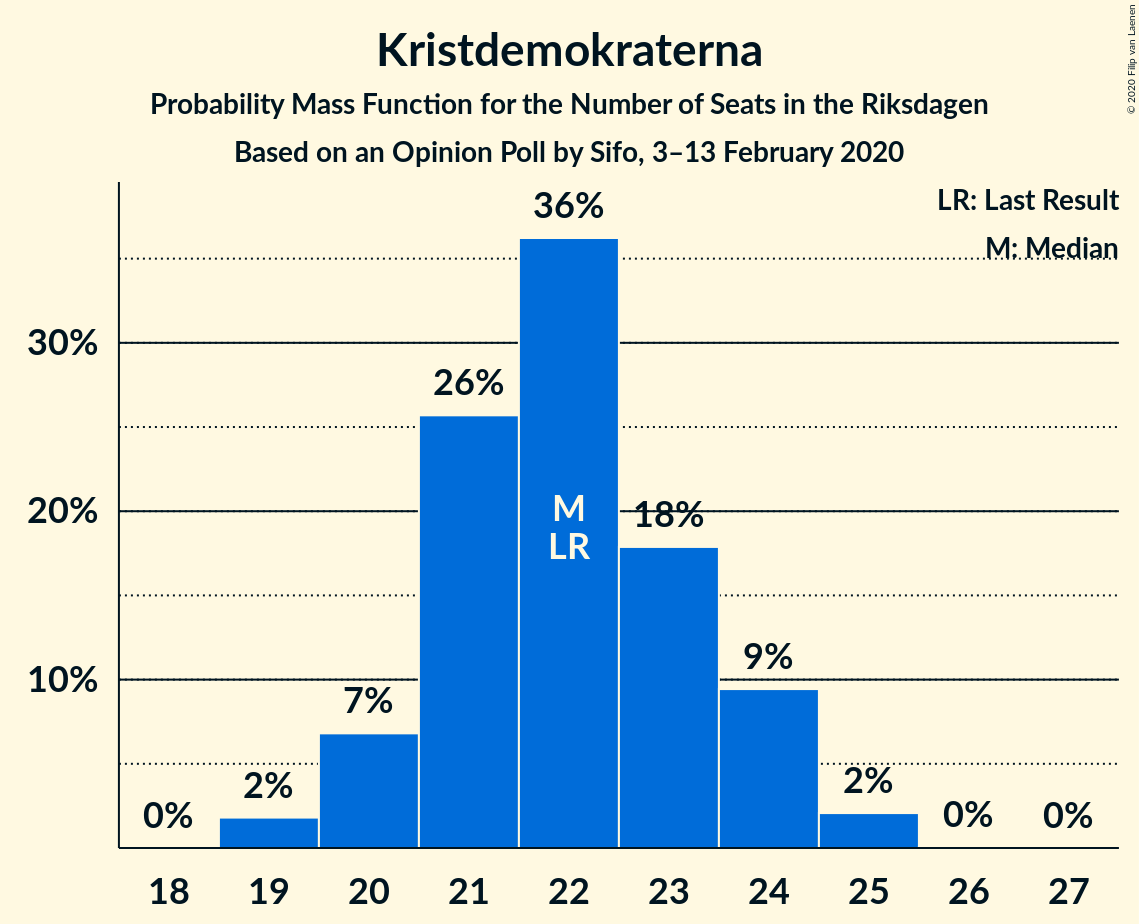 Kristdemokraterna
Probability Mass Function for the Number of Seats in the Riksdagen
Based on an Opinion Poll by Sifo, 3–13 February 2020
© 2020 Filip van Laenen
LR: Last Result
M: Median
30%
20%
10%
0%
2%
7%
26%
36%
18%
9%
2%
0%
0%
M
LR
18
19
20
21
22
23
24
25
26
27